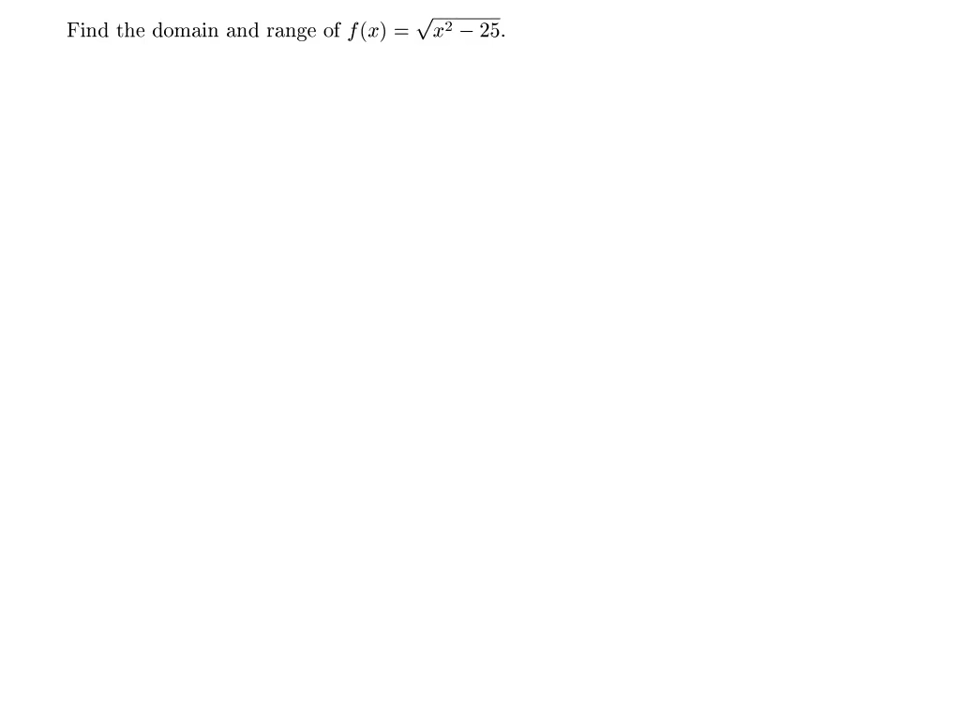 Find the domain and range of f(x) = √(x² − 25).